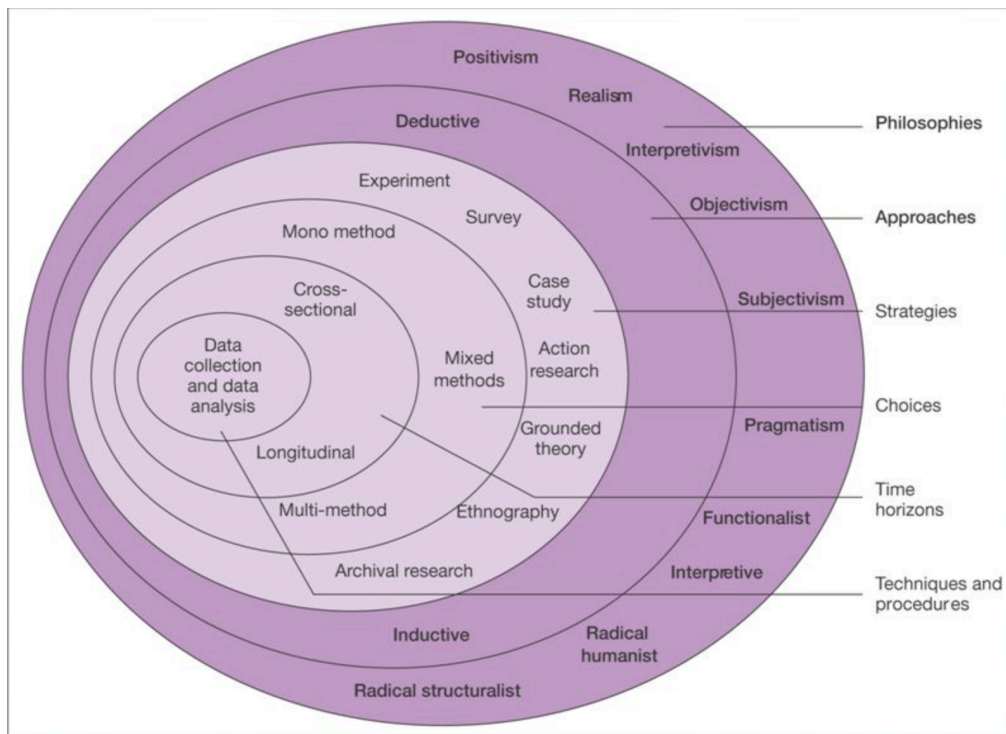 Positivism
Realism
Interpretivism
Objectivism
Subjectivism
Pragmatism
Functionalist
Interpretive
Radical
humanist
Radical structuralist
Deductive
Inductive
Experiment
Survey
Case
study
Action
research
Grounded
theory
Ethnography
Archival research
Mono method
Mixed
methods
Multi-method
Cross-
sectional
Longitudinal
Data
collection
and data
analysis
Philosophies
Approaches
Strategies
Choices
Time
horizons
Techniques and
procedures